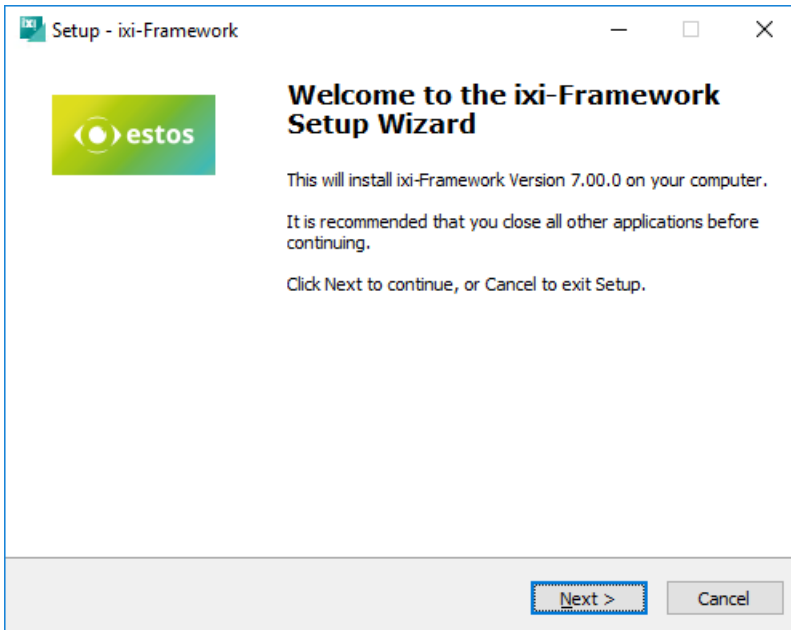 Setup - ixi-Framework
estos
Welcome to the ixi-Framework
Setup Wizard
This will install ixi-Framework Version 7.00.0 on your computer.
It is recommended that you close all other applications before
continuing.
Click Next to continue, or Cancel to exit Setup.
Next >
Cancel